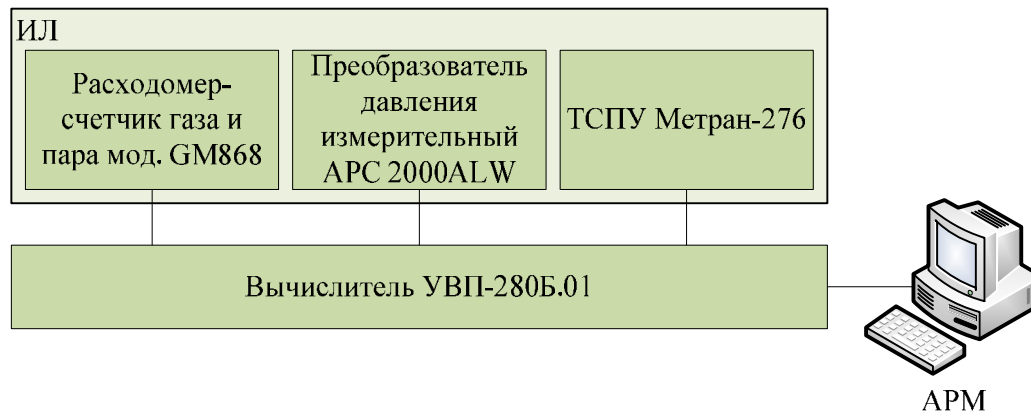 ИЛ
Расходомер-
счетчик газа и
пара мод. GM868
Преобразователь
давления
измерительный
APC 2000ALW
ТСПУ Метран-276
Вычислитель УВП-280Б.01
АРМ